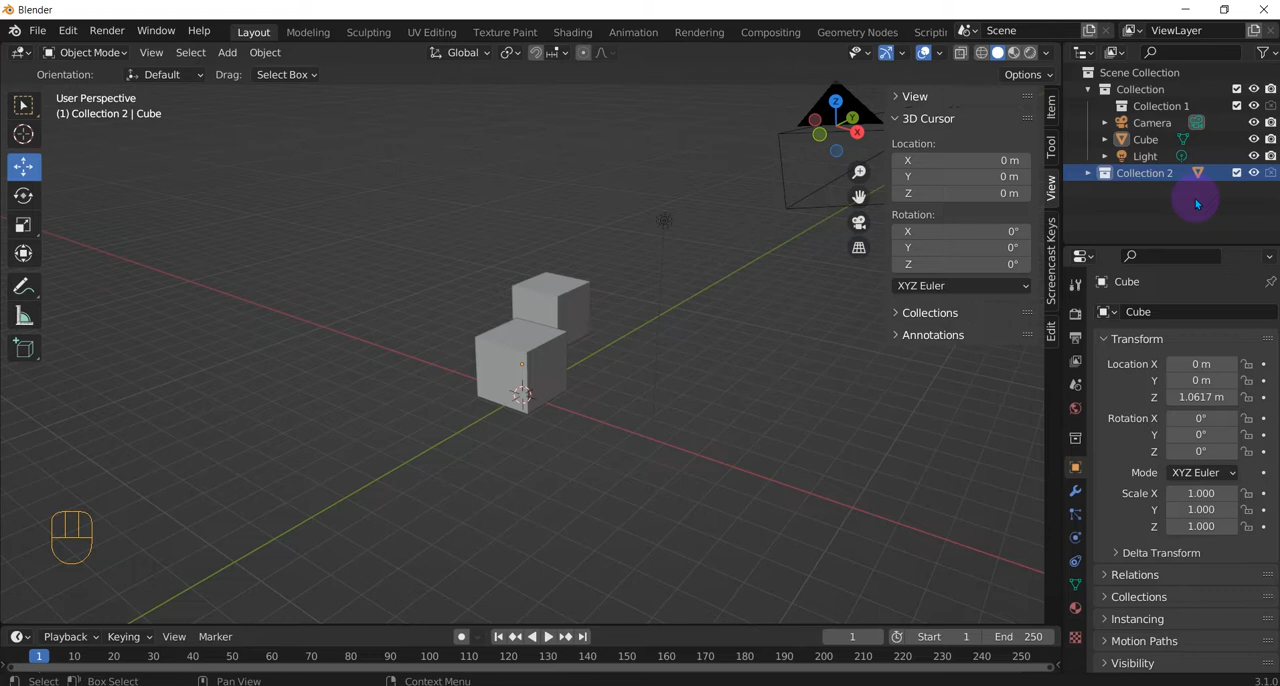 Blender
File Edit Render Window Help Layout Modeling Sculpting UV Editing Texture Paint Shading Animation Rendering Compositing Geometry Nodes Scriptin Scene ViewLayer
Object Mode View Select Add Object Global
Orientation: Default Drag: Select Box Options
User Perspective
(1) Collection 2 | Cube
Z
Y
X
View
3D Cursor
Location:
X 0 m
Y 0 m
Z 0 m
Rotation:
X 0°
Y 0°
Z 0°
XYZ Euler
Collections
Annotations
Item
Tool
View
Screencast Keys
Edit
Scene Collection
Collection
Collection 1
Camera
Cube
Light
Collection 2
Cube
Cube
Transform
Location X 0 m
Y 0 m
Z 1.0617 m
Rotation X 0°
Y 0°
Z 0°
Mode XYZ Euler
Scale X 1.000
Y 1.000
Z 1.000
Delta Transform
Relations
Collections
Instancing
Motion Paths
Visibility
Playback Keying View Marker 1 Start 1 End 250
1 10 20 30 40 50 60 70 80 90 100 110 120 130 140 150 160 170 180 190 200 210 220 230 240 250
Select Box Select Pan View Context Menu 3.1.0